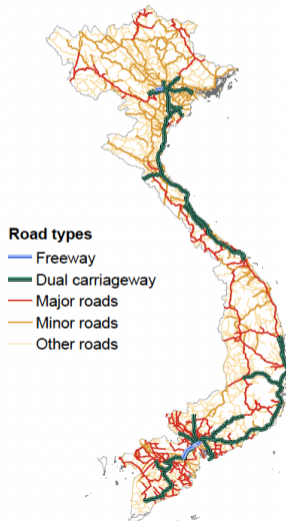 Road types
Freeway
Dual carriageway
Major roads
Minor roads
Other roads